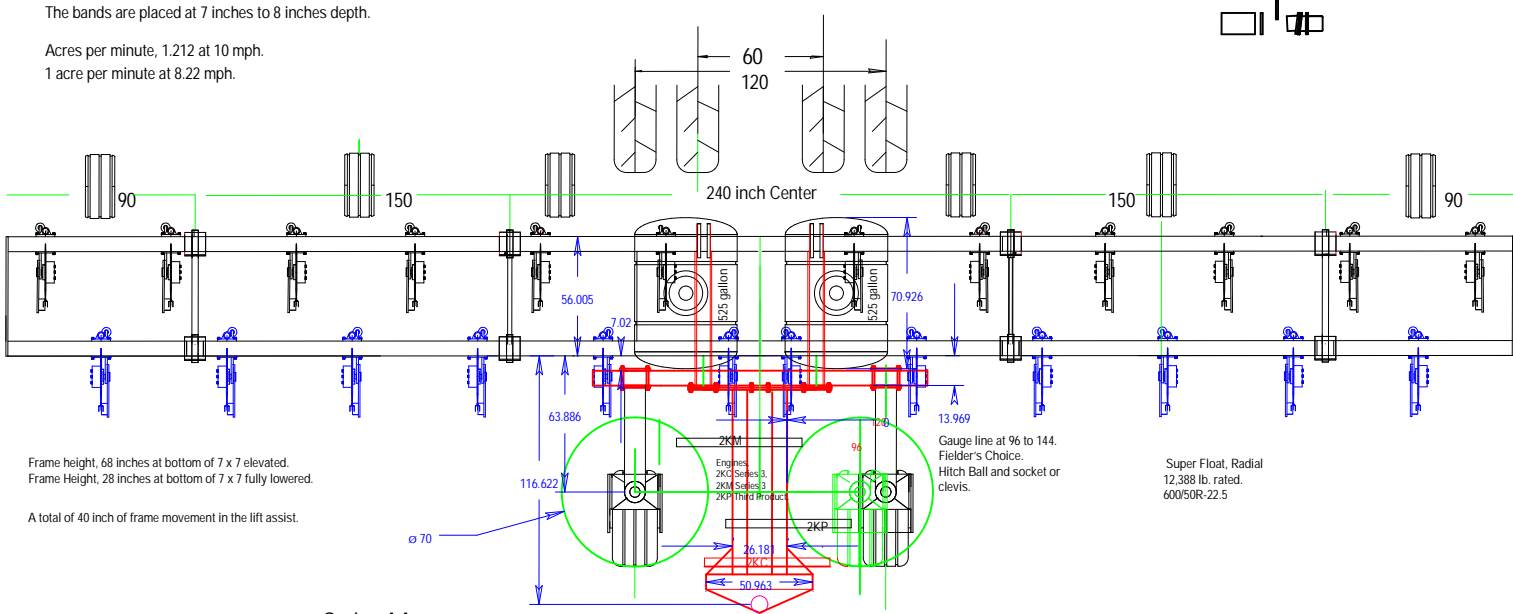 The bands are placed at 7 inches to 8 inches depth.
Acres per minute, 1.212 at 10 mph.
1 acre per minute at 8.22 mph.
60
120
90
150
240 inch Center
150
90
525 gallon
525 gallon
56.005
70.926
7.02
63.886
13.969
116.622
2KM
96
Engines,
2KC Series 3,
2KM Series 3
2KP Third Product
2KP
26.181
2KC
50.963
ø 70
Gauge line at 96 to 144.
Fielder's Choice.
Hitch Ball and socket or
clevis.
Super Float, Radial
12,388 lb. rated.
600/50R-22.5
Frame height, 68 inches at bottom of 7 x 7 elevated.
Frame Height, 28 inches at bottom of 7 x 7 fully lowered.
A total of 40 inch of frame movement in the lift assist.